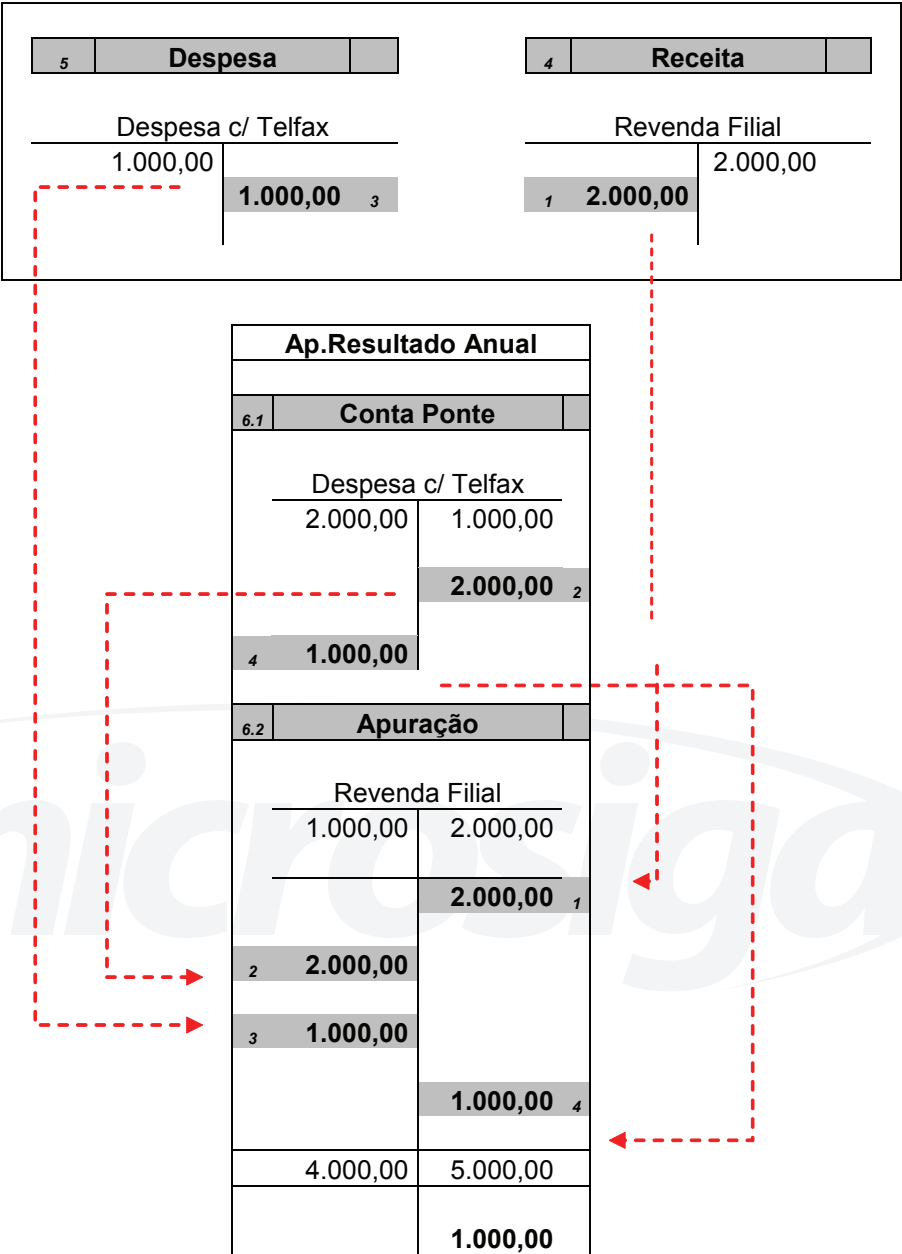 5 Despesa
4 Receita
Despesa c/ Telfax
Revenda Filial
1.000,00
2.000,00
1.000,00 3
1 2.000,00
Ap.Resultado Anual
6.1 Conta Ponte
Despesa c/ Telfax
2.000,00 1.000,00
2.000,00 2
4 1.000,00
6.2 Apuração
Revenda Filial
1.000,00 2.000,00
2.000,00 1
2 2.000,00
3 1.000,00
1.000,00 4
4.000,00 5.000,00
1.000,00
microsiga